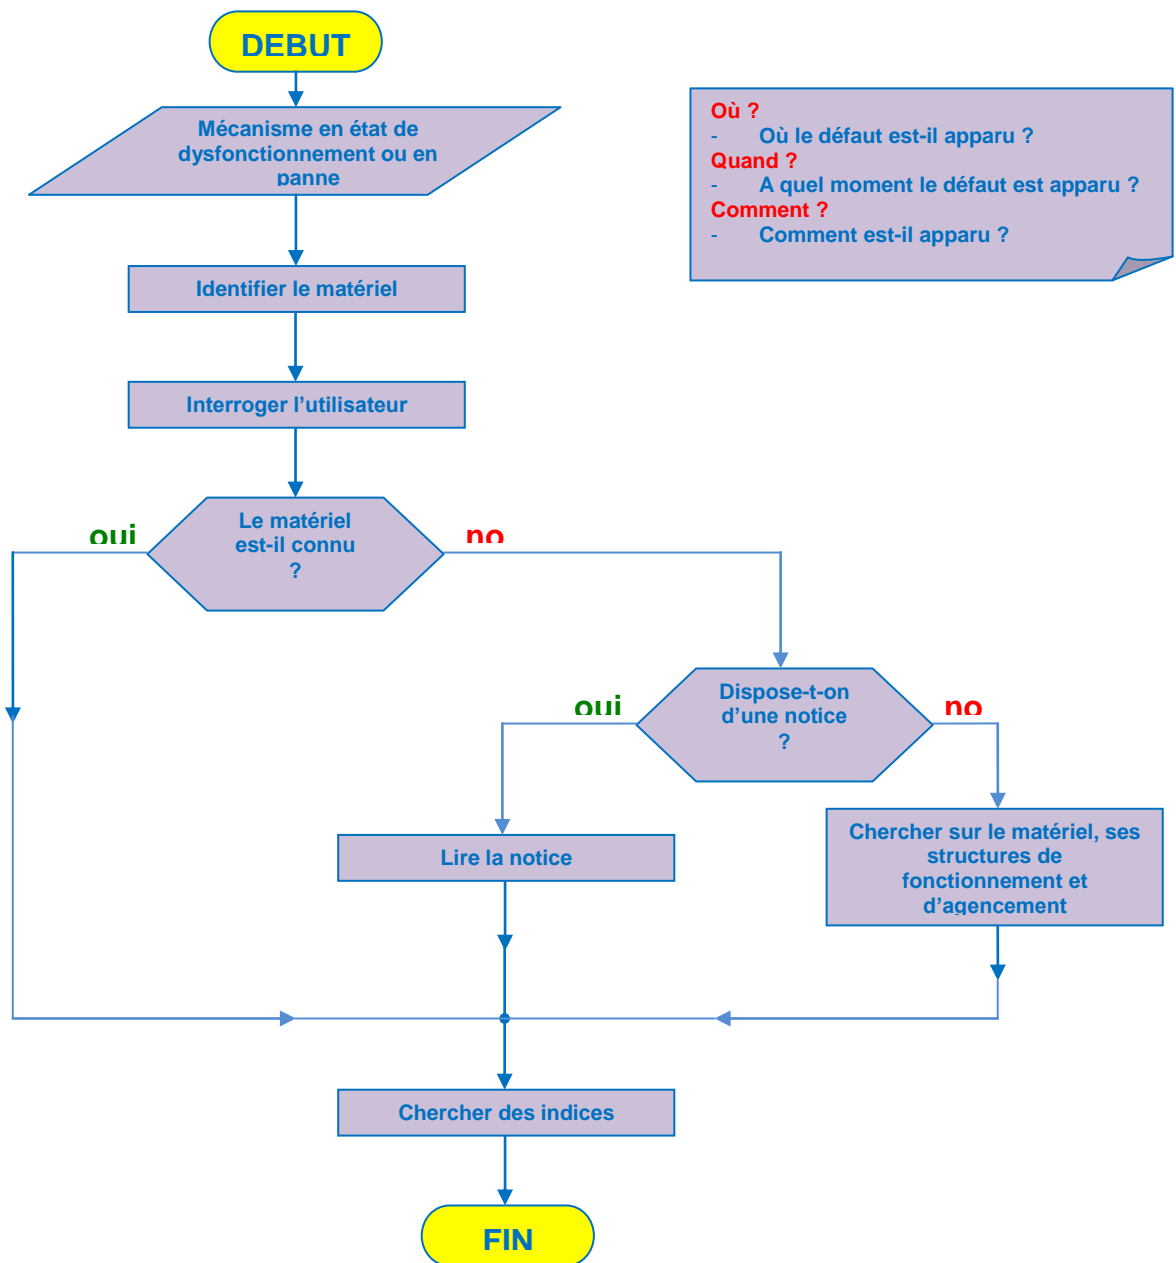 DEBUT
Mécanisme en état de
dysfonctionnement ou en
panne
Où ?
- Où le défaut est-il apparu ?
Quand ?
- A quel moment le défaut est apparu ?
Comment ?
- Comment est-il apparu ?
Identifier le matériel
Interroger l’utilisateur
Le matériel
est-il connu
?
oui
no
Dispose-t-on
d’une notice
?
oui
no
Lire la notice
Chercher sur le matériel, ses
structures de
fonctionnement et
d’agencement
Chercher des indices
FIN